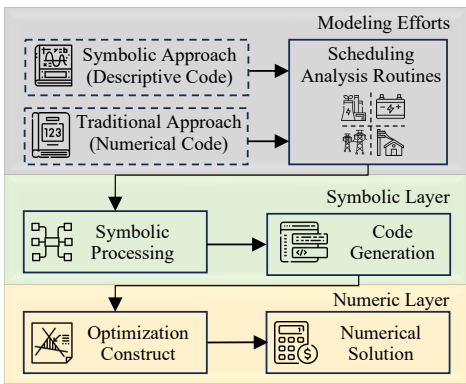 Modeling Efforts
Symbolic Approach
(Descriptive Code)
Traditional Approach
(Numerical Code)
123
Scheduling
Analysis Routines
Symbolic Layer
Symbolic
Processing
</>
Code
Generation
Numeric Layer
Optimization
Construct
$
Numerical
Solution